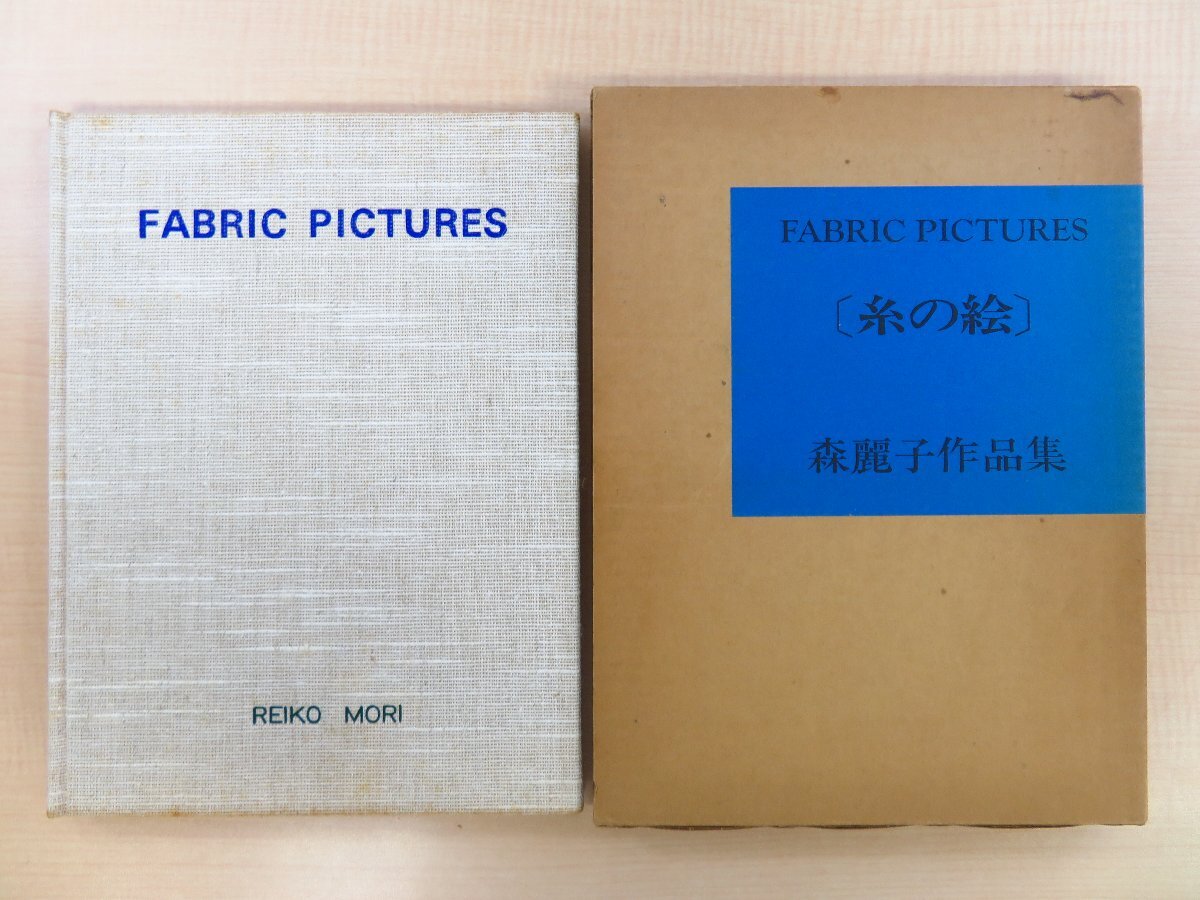 FABRIC PICTURES
REIKO MORI
FABRIC PICTURES
〔糸の絵〕
森麗子作品集